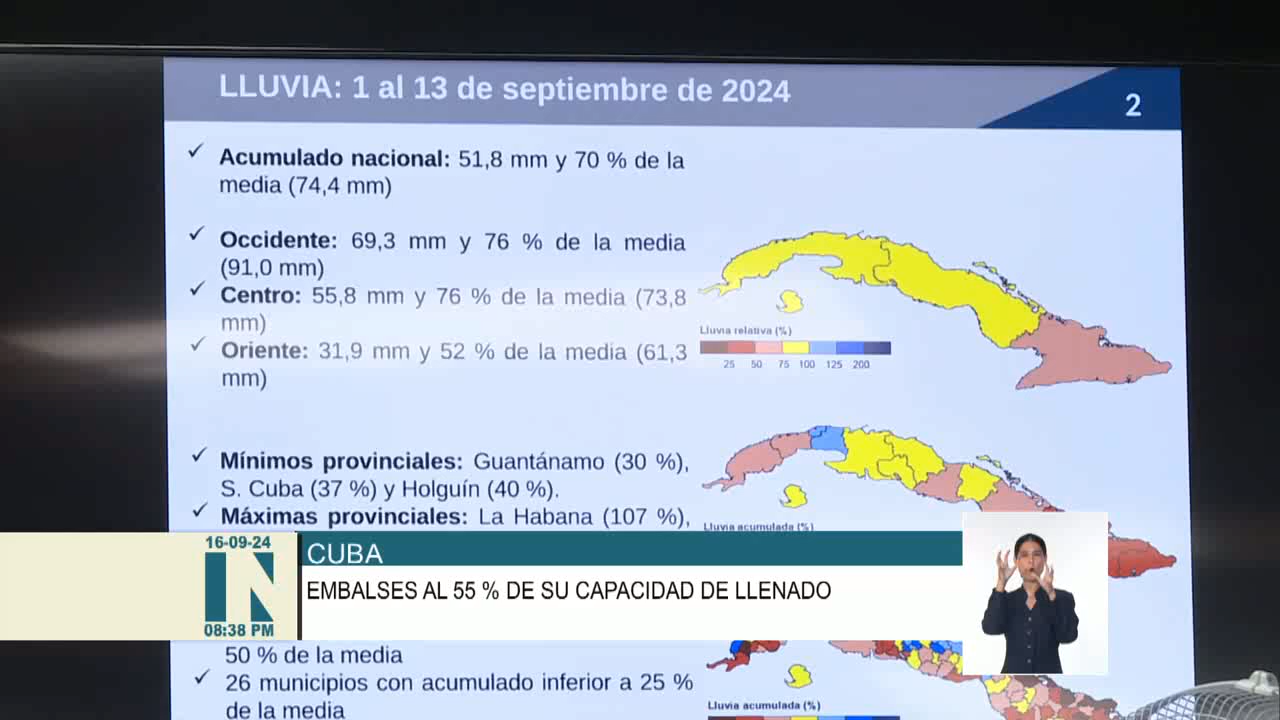 LLUVIA: 1 al 13 de septiembre de 2024
2
Acumulado nacional: 51,8 mm y 70 % de la
media (74,4 mm)
Occidente: 69,3 mm y 76 % de la media
(91,0 mm)
Centro: 55,8 mm y 76 % de la media (73,8
mm)
Oriente: 31,9 mm y 52 % de la media (61,3
mm)
Lluvia relativa (%)
25 50 75 100 125 200
Mínimos provinciales: Guantánamo (30 %),
S. Cuba (37 %) y Holguín (40 %).
Máximas provinciales: La Habana (107 %),
Lluvia acumulada (%)
16-09-24
IN
08:38 PM
CUBA
EMBALSES AL 55 % DE SU CAPACIDAD DE LLENADO
50 % de la media
26 municipios con acumulado inferior a 25 %
de la media
Lluvia acumulada (%)